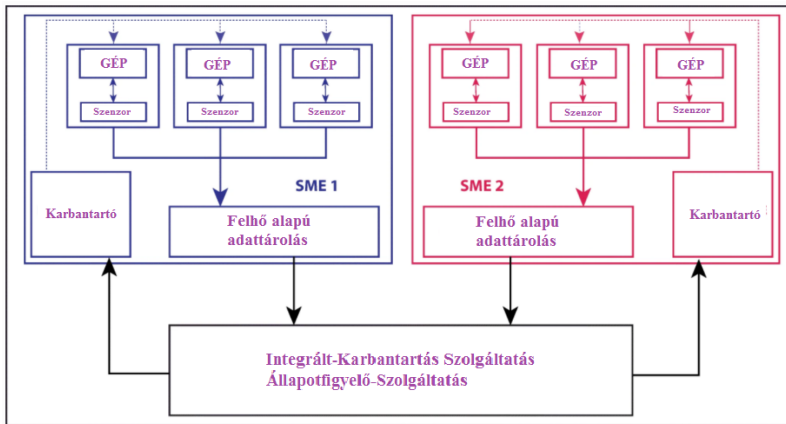 GÉP GÉP GÉP
Szenzor Szenzor Szenzor
SME 1
Karbantartó
Felhő alapú
adattárolás
GÉP GÉP GÉP
Szenzor Szenzor Szenzor
SME 2
Felhő alapú
adattárolás
Karbantartó
Integrált-Karbantartás Szolgáltatás
Állapotfigyelő-Szolgáltatás